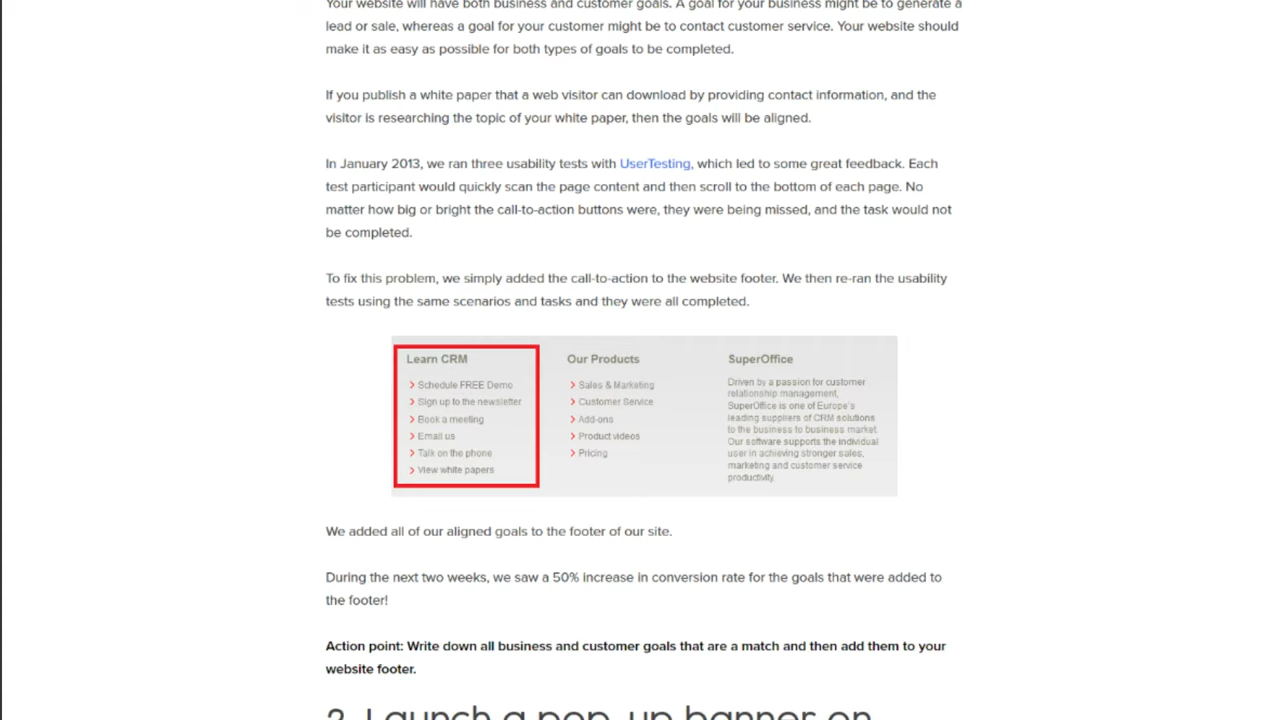 Your website will have both business and customer goals. A goal for your business might be to generate a
lead or sale, whereas a goal for your customer might be to contact customer service. Your website should
make it as easy as possible for both types of goals to be completed.
If you publish a white paper that a web visitor can download by providing contact information, and the
visitor is researching the topic of your white paper, then the goals will be aligned.
In January 2013, we ran three usability tests with UserTesting, which led to some great feedback. Each
test participant would quickly scan the page content and then scroll to the bottom of each page. No
matter how big or bright the call-to-action buttons were, they were being missed, and the task would not
be completed.
To fix this problem, we simply added the call-to-action to the website footer. We then re-ran the usability
tests using the same scenarios and tasks and they were all completed.
Learn CRM
Schedule FREE Demo
Sign up to the newsletter
Book a meeting
Email us
Talk on the phone
View white papers
Our Products
Sales & Marketing
Customer Service
Add-ons
Product videos
Pricing
SuperOffice
Driven by a passion for customer
relationship management,
SuperOffice is one of Europe's
leading suppliers of CRM solutions
to the business to business market.
Our software supports the individual
user in achieving stronger sales,
marketing and customer service
productivity.
We added all of our aligned goals to the footer of our site.
During the next two weeks, we saw a 50% increase in conversion rate for the goals that were added to
the footer!
Action point: Write down all business and customer goals that are a match and then add them to your
website footer.
2. Launch a pop-up banner on